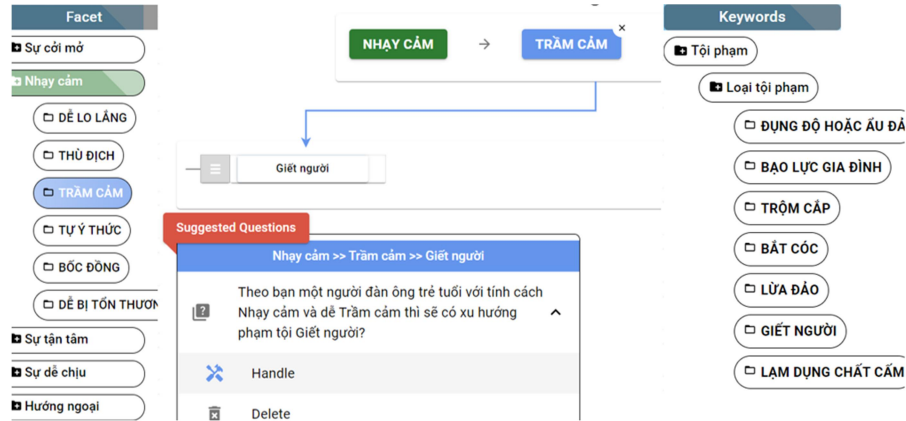 Facet
Sự cởi mở
Nhạy cảm
DỄ LO LẮNG
THÙ ĐỊCH
TRẦM CẢM
TỰ Ý THỨC
BỐC ĐỒNG
DỄ BỊ TỔN THƯƠN
Sự tận tâm
Sự dễ chịu
Hướng ngoại
NHẠY CẢM → TRẦM CẢM
Giết người
Suggested Questions
Nhạy cảm >> Trầm cảm >> Giết người
Theo bạn một người đàn ông trẻ tuổi với tính cách
Nhạy cảm và dễ Trầm cảm thì sẽ có xu hướng
phạm tội Giết người?
Handle
Delete
Keywords
Tội phạm
Loại tội phạm
ĐỤNG ĐỘ HOẶC ẨU ĐẢ
BẠO LỰC GIA ĐÌNH
TRỘM CẮP
BẮT CÓC
LỪA ĐẢO
GIẾT NGƯỜI
LẠM DỤNG CHẤT CẤM